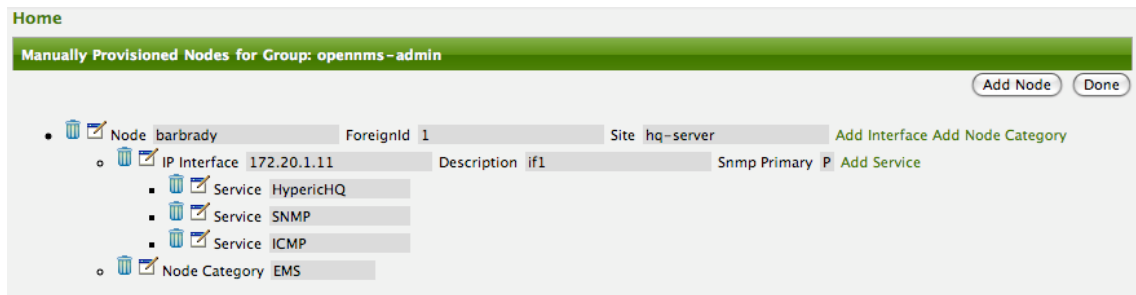 Home
Manually Provisioned Nodes for Group: opennms-admin
Add Node Done
Node barbrady ForeignId 1 Site hq-server Add Interface Add Node Category
IP Interface 172.20.1.11 Description if1 Snmp Primary P Add Service
Service HypericHQ
Service SNMP
Service ICMP
Node Category EMS